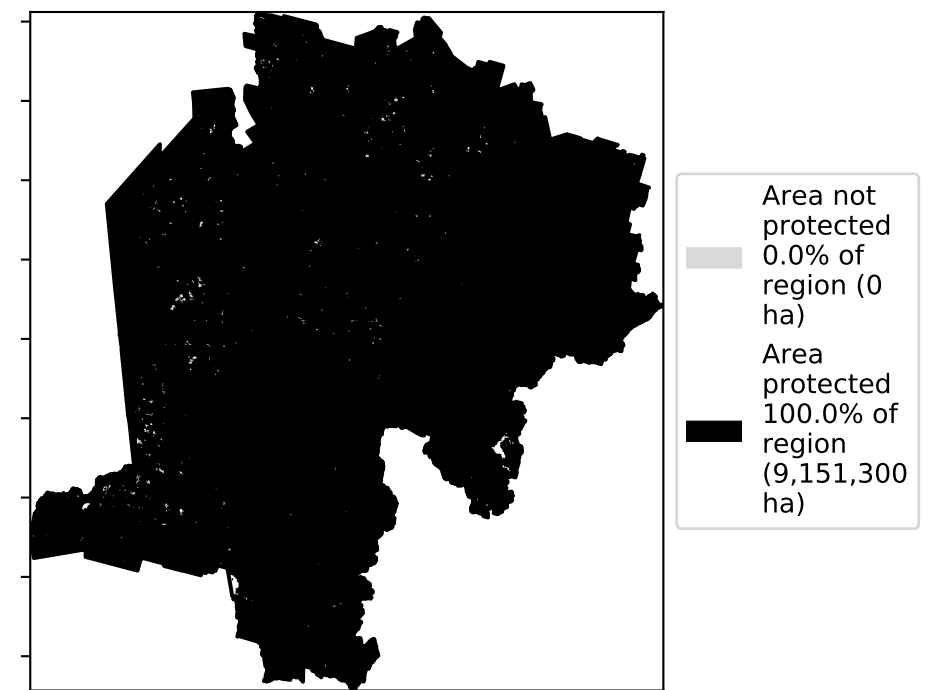 Area not
protected
0.0% of
region (0
ha)
Area
protected
100.0% of
region
(9,151,300
ha)